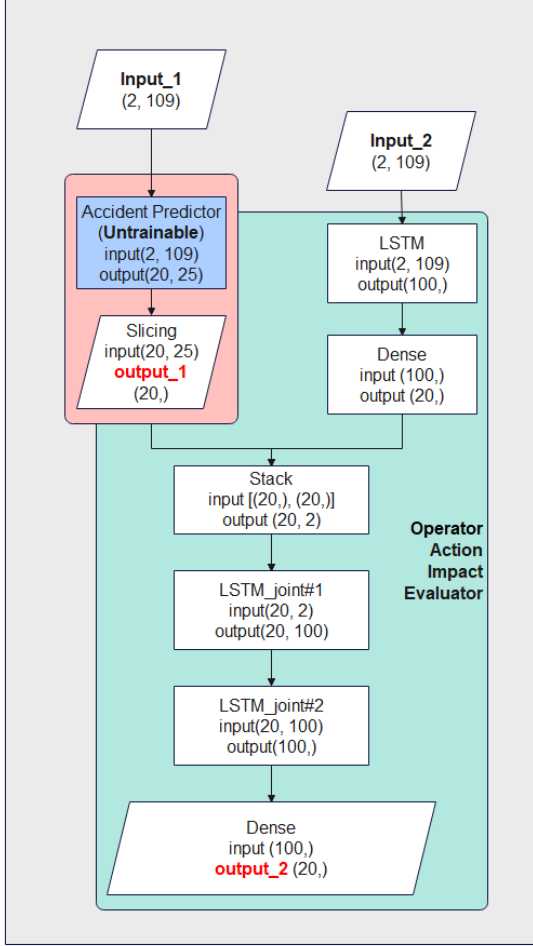 Input_1
(2, 109)
Input_2
(2, 109)
Accident Predictor
(Untrainable)
input(2, 109)
output(20, 25)
Slicing
input(20, 25)
output_1
(20,)
LSTM
input(2, 109)
output(100,)
Dense
input (100,)
output (20,)
Stack
input [(20,), (20,)]
output (20, 2)
Operator
Action
Impact
Evaluator
LSTM_joint#1
input(20, 2)
output(20, 100)
LSTM_joint#2
input(20, 100)
output(100,)
Dense
input (100,)
output_2 (20,)